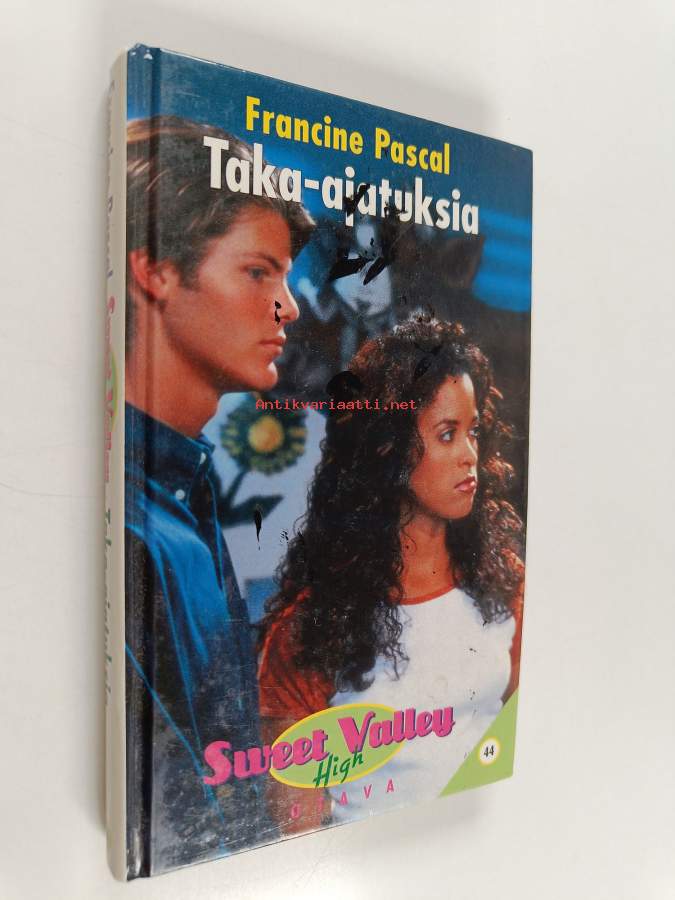 Francine Pascal
Taka-ajatuksia
Antikvariaatti.net
Sweet Valley
High
OTAVA
44